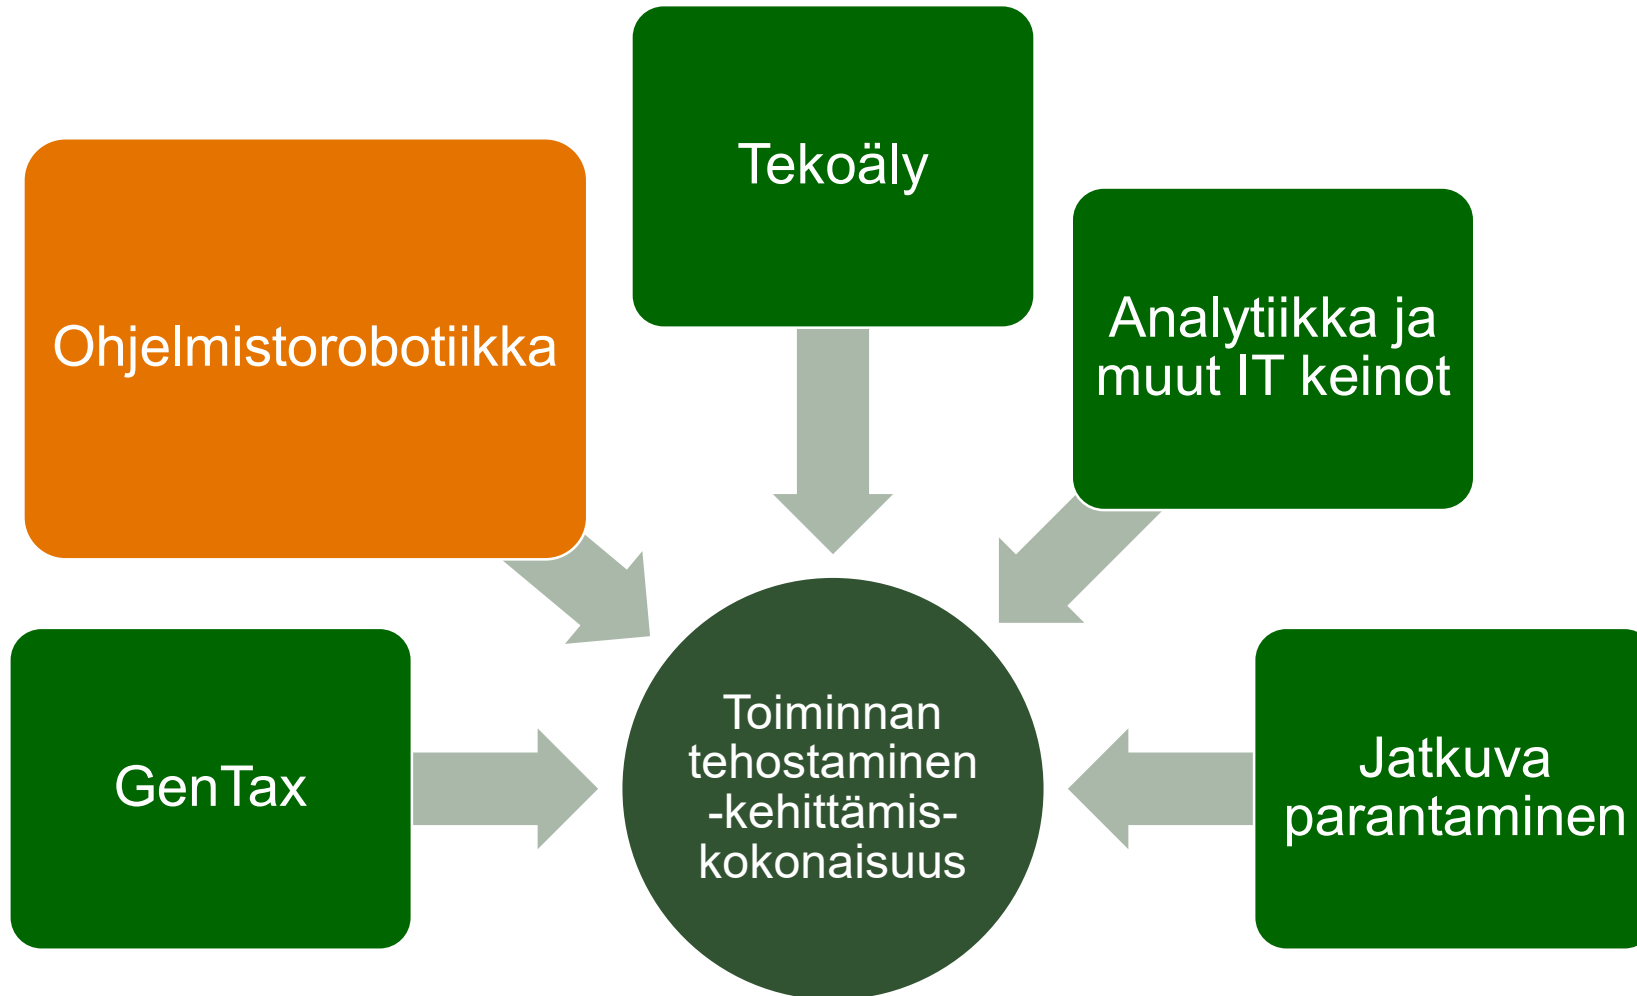 Tekoäly
Ohjelmistorobotiikka
Analytiikka ja
muut IT keinot
GenTax
Toiminnan
tehostaminen
-kehittämis-
kokonaisuus
Jatkuva
parantaminen